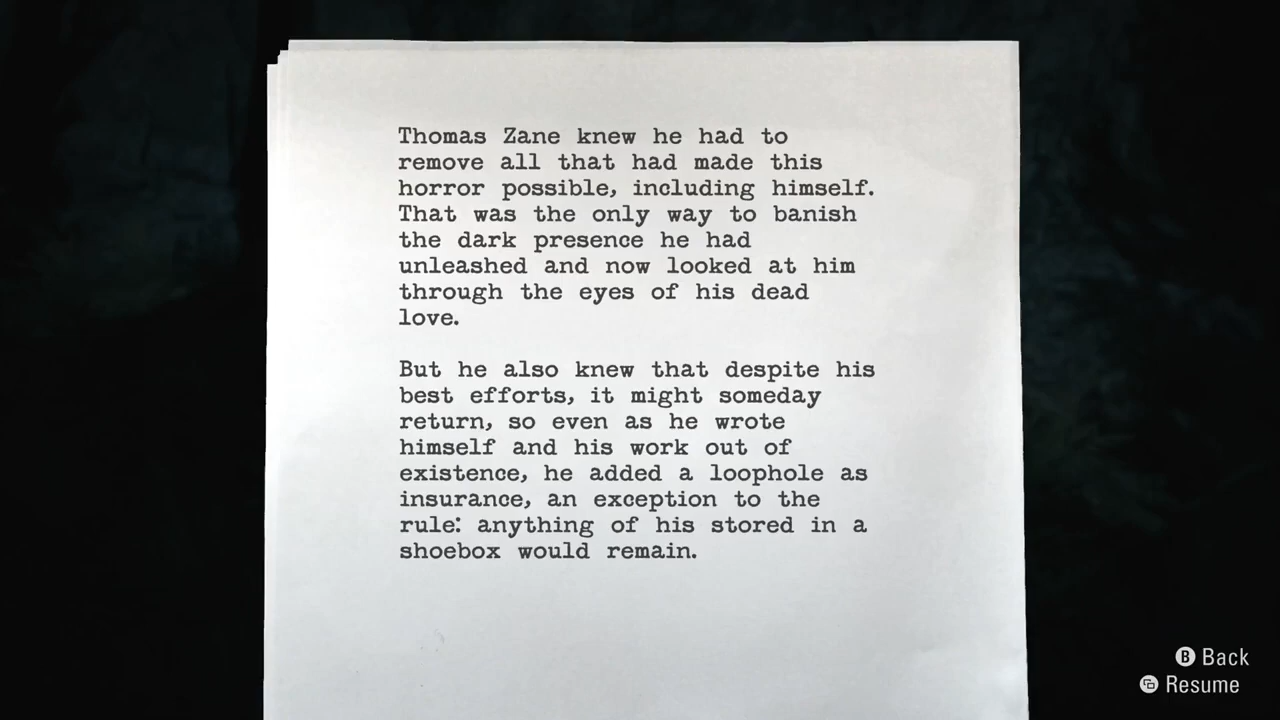 Thomas Zane knew he had to
remove all that had made this
horror possible, including himself.
That was the only way to banish
the dark presence he had
unleashed and now looked at him
through the eyes of his dead
love.
But he also knew that despite his
best efforts, it might someday
return, so even as he wrote
himself and his work out of
existence, he added a loophole as
insurance, an exception to the
rule: anything of his stored in a
shoebox would remain.
B Back
Resume